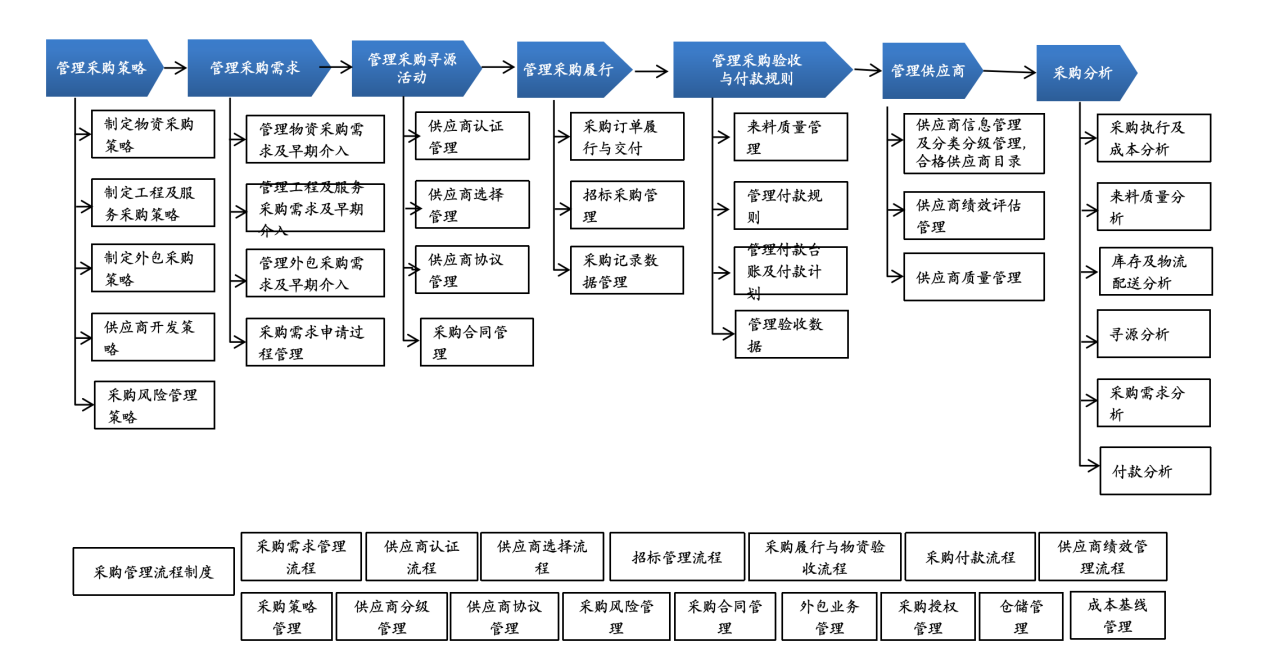 管理采购策略
管理采购需求
管理采购寻源
活动
管理采购履行
管理采购验收
与付款规则
管理供应商
采购分析
制定物资采购
策略
制定工程及服
务采购策略
制定外包采购
策略
供应商开发策
略
采购风险管理
策略
管理物资采购需
求及早期介入
管理工程及服务
采购需求及早期
介入
管理外包采购需
求及早期介入
采购需求申请过
程管理
供应商认证
管理
供应商选择
管理
供应商协议
管理
采购合同管
理
采购订单履
行与交付
招标采购管
理
采购记录数
据管理
来料质量管
理
管理付款规
则
管理付款台
账及付款计
划
管理验收数
据
供应商信息管理
及分类分级管理,
合格供应商目录
供应商绩效评估
管理
供应商质量管理
采购执行及
成本分析
来料质量分
析
库存及物流
配送分析
寻源分析
采购需求分
析
付款分析
采购管理流程制度
采购需求管理
流程
供应商认证
流程
供应商选择流
程
招标管理流程
采购履行与物资验
收流程
采购付款流程
供应商绩效管
理流程
采购策略
管理
供应商分级
管理
供应商协议
管理
采购风险管
理
采购合同管
理
外包业务
管理
采购授权
管理
仓储管
理
成本基线
管理